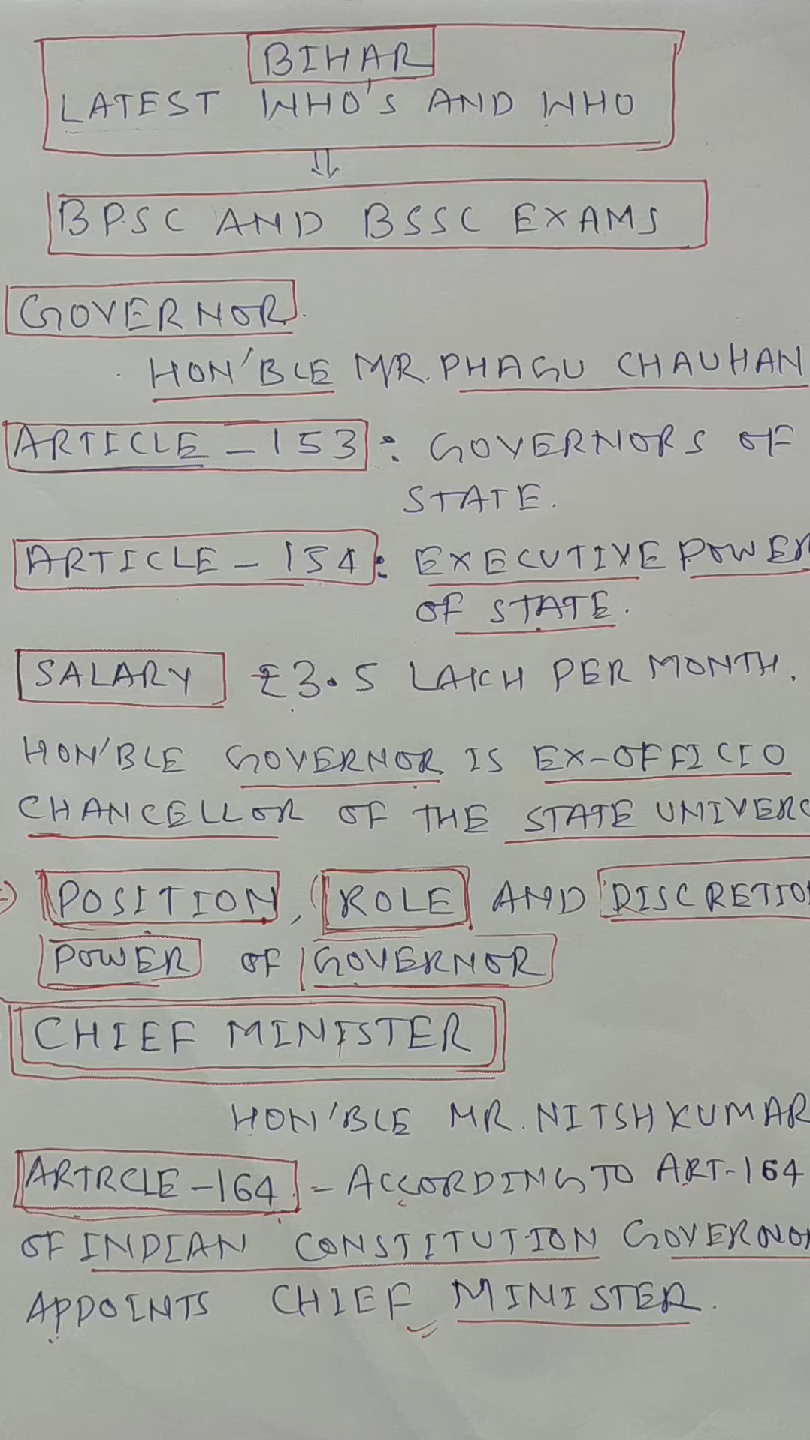 BIHAR
LATEST WHO'S AND WHO
BPSC AND BSSC EXAMS
GOVERNOR.
HON'BLE MR. PHAGU CHAUHAN
ARTICLE - 153 : GOVERNORS OF
STATE.
ARTICLE - 154 : EXECUTIVE POWER
OF STATE.
SALARY ₹3.5 LAKH PER MONTH.
HON'BLE GOVERNOR IS EX-OFFICIO
CHANCELLOR OF THE STATE UNIVERS
POSITION, ROLE AND DISCRETION
POWER OF GOVERNOR
CHIEF MINISTER
HON'BLE MR. NITSH KUMAR
ARTRCLE - 164. - ACCORDING TO ART-164
OF INDIAN CONSTITUTION GOVERNOR
APPOINTS CHIEF MINISTER.